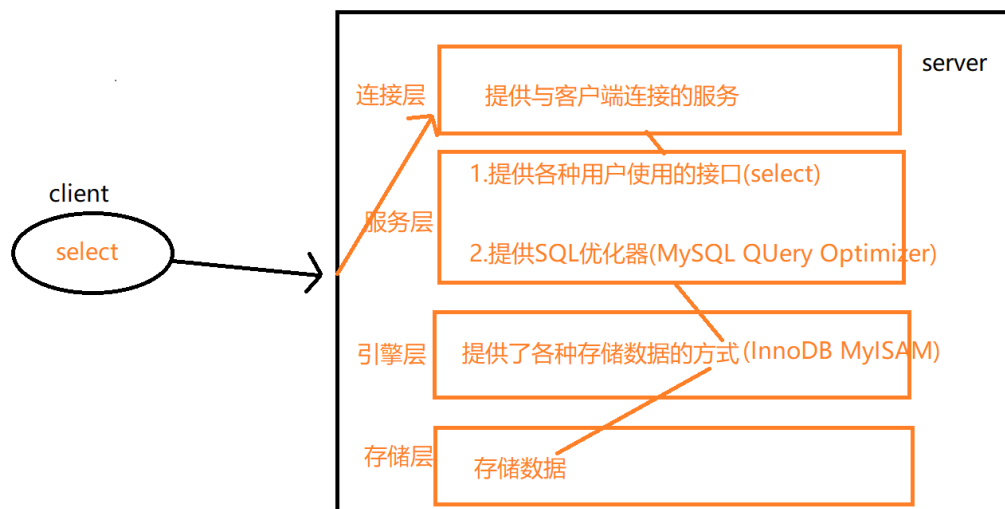 server
连接层
提供与客户端连接的服务
client
select
服务层
1.提供各种用户使用的接口(select)
2.提供SQL优化器(MySQL QUery Optimizer)
引擎层
提供了各种存储数据的方式(InnoDB MyISAM)
存储层
存储数据